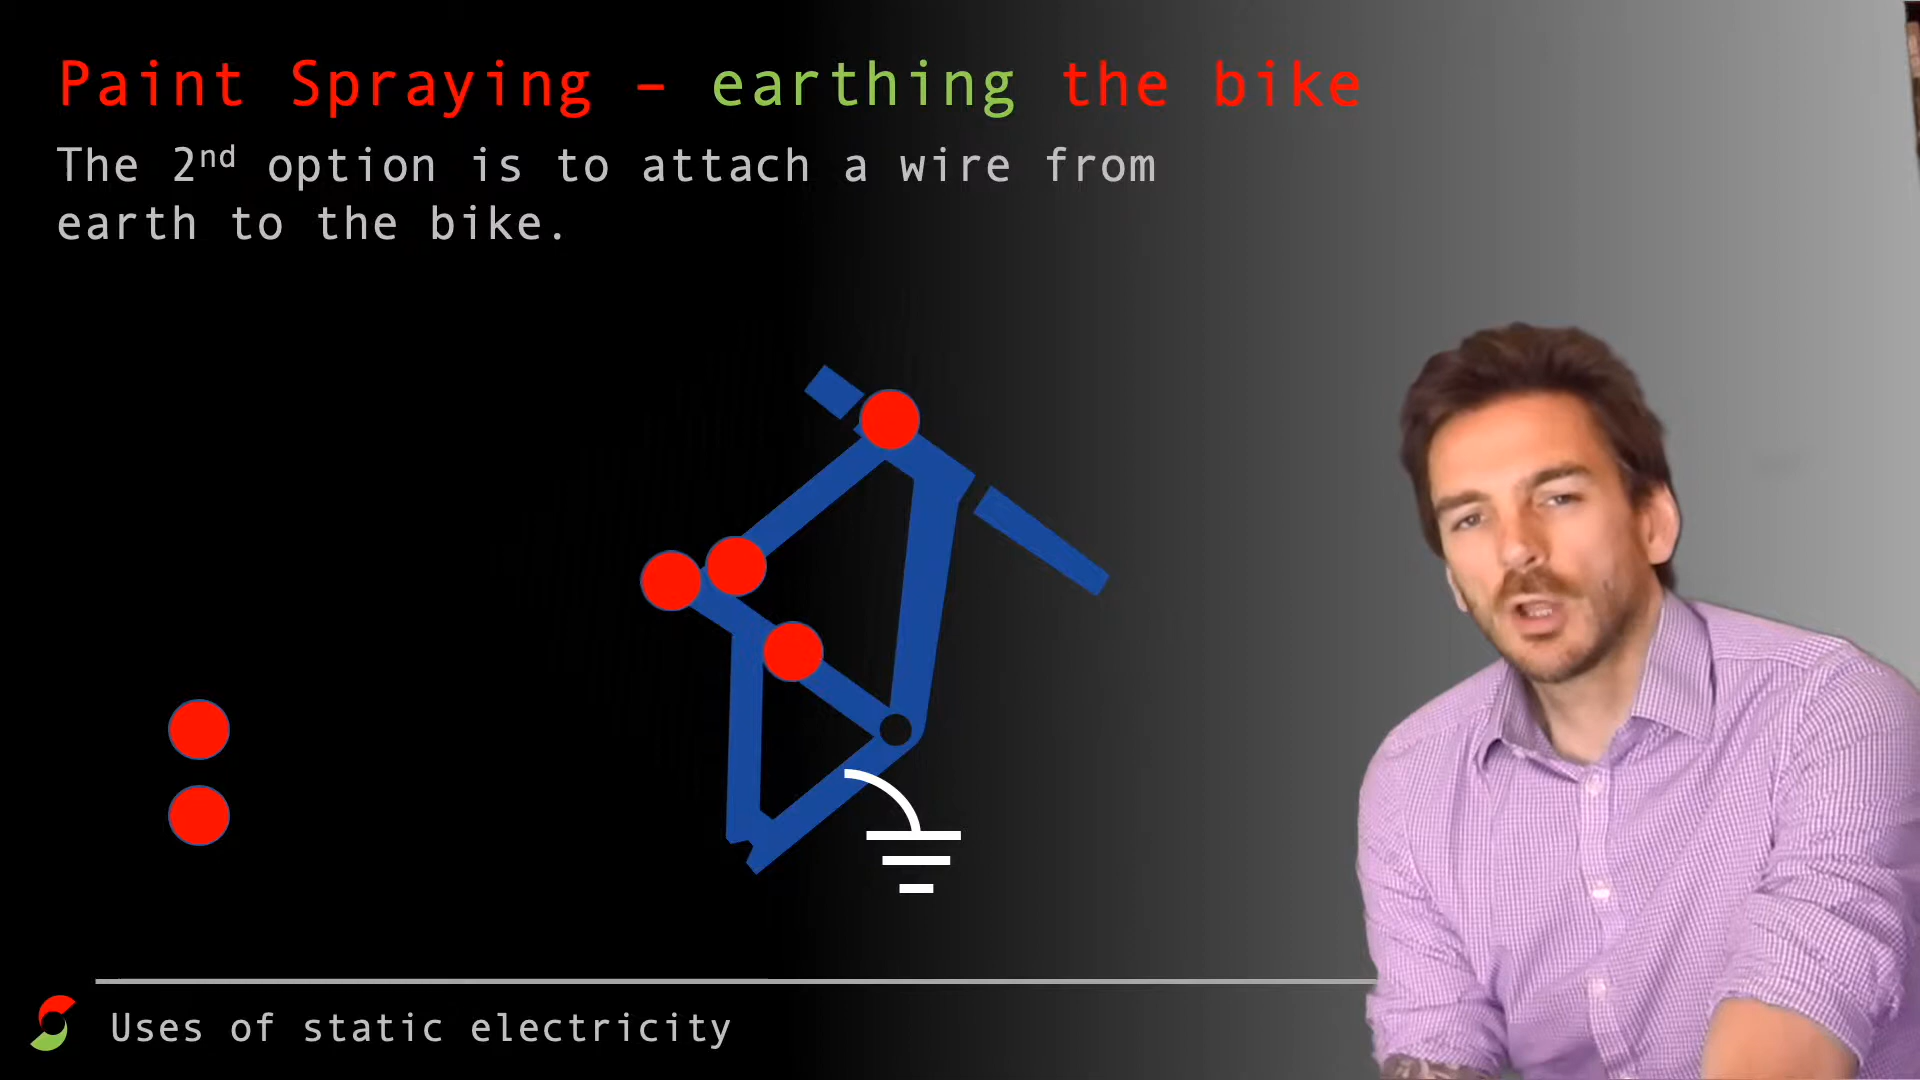 Paint Spraying – earthing the bike
The 2nd option is to attach a wire from
earth to the bike.
Uses of static electricity